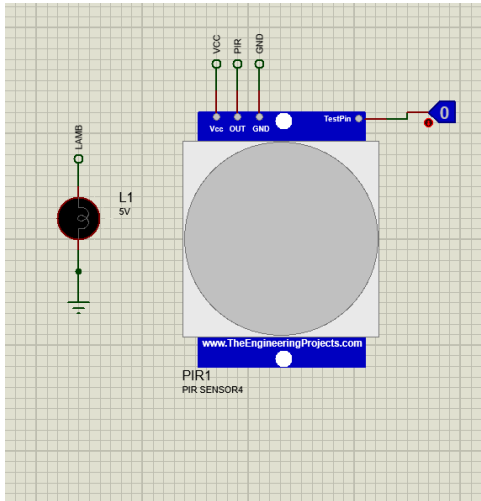 VCC
PIR
GND
Vcc OUT GND
TestPin
0
LAMB
L1
5V
www.TheEngineeringProjects.com
PIR1
PIR SENSOR4